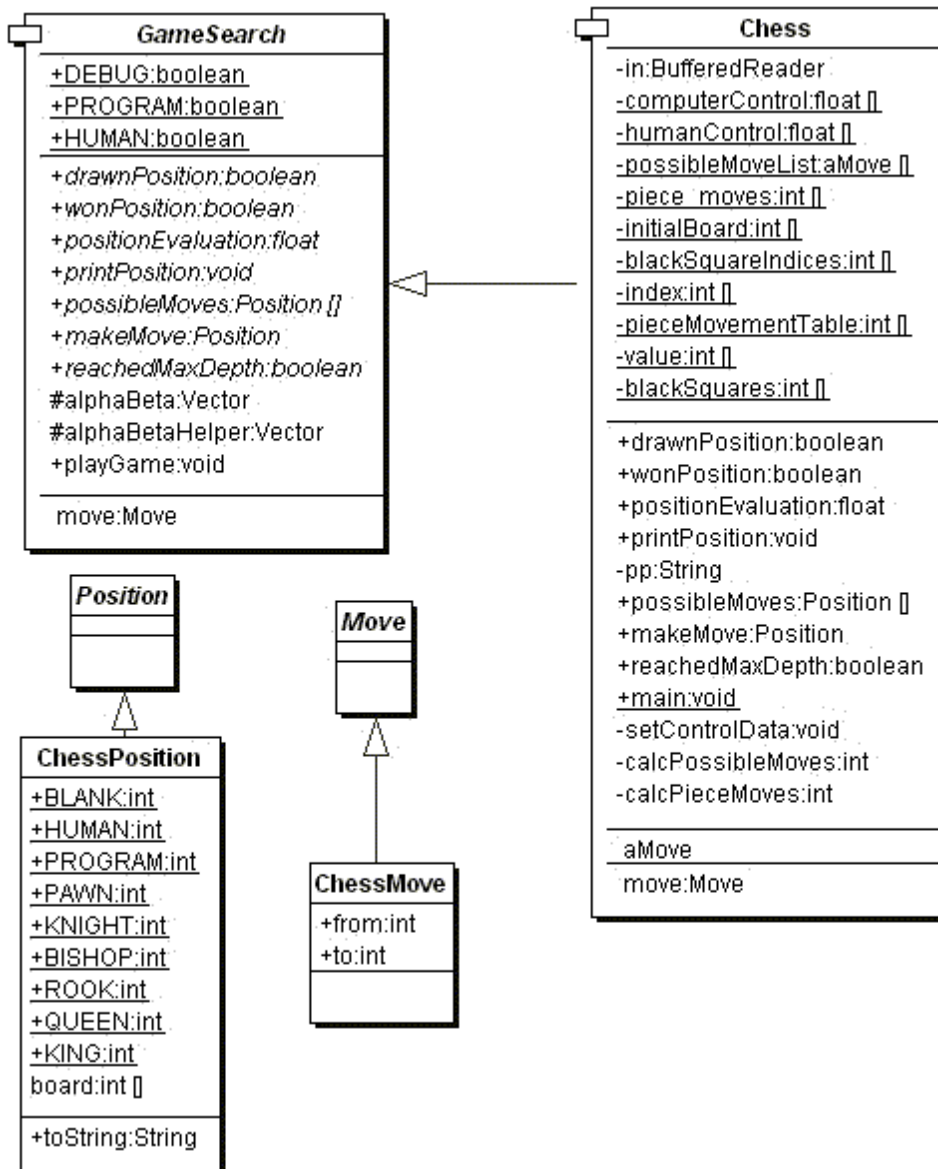 GameSearch
+DEBUG:boolean
+PROGRAM:boolean
+HUMAN:boolean
+drawnPosition:boolean
+wonPosition:boolean
+positionEvaluation:float
+printPosition:void
+possibleMoves:Position []
+makeMove:Position
+reachedMaxDepth:boolean
#alphaBeta:Vector
#alphaBetaHelper:Vector
+playGame:void
move:Move
Chess
-in:BufferedReader
-computerControl:float []
-humanControl:float []
-possibleMoveList:aMove []
-piece_moves:int []
-initialBoard:int []
-blackSquareIndices:int []
-index:int []
-pieceMovementTable:int []
-value:int []
-blackSquares:int []
+drawnPosition:boolean
+wonPosition:boolean
+positionEvaluation:float
+printPosition:void
-pp:String
+possibleMoves:Position []
+makeMove:Position
+reachedMaxDepth:boolean
+main:void
-setControlData:void
-calcPossibleMoves:int
-calcPieceMoves:int
aMove
move:Move
Position
ChessPosition
+BLANK:int
+HUMAN:int
+PROGRAM:int
+PAWN:int
+KNIGHT:int
+BISHOP:int
+ROOK:int
+QUEEN:int
+KING:int
board:int []
+toString:String
Move
ChessMove
+from:int
+to:int